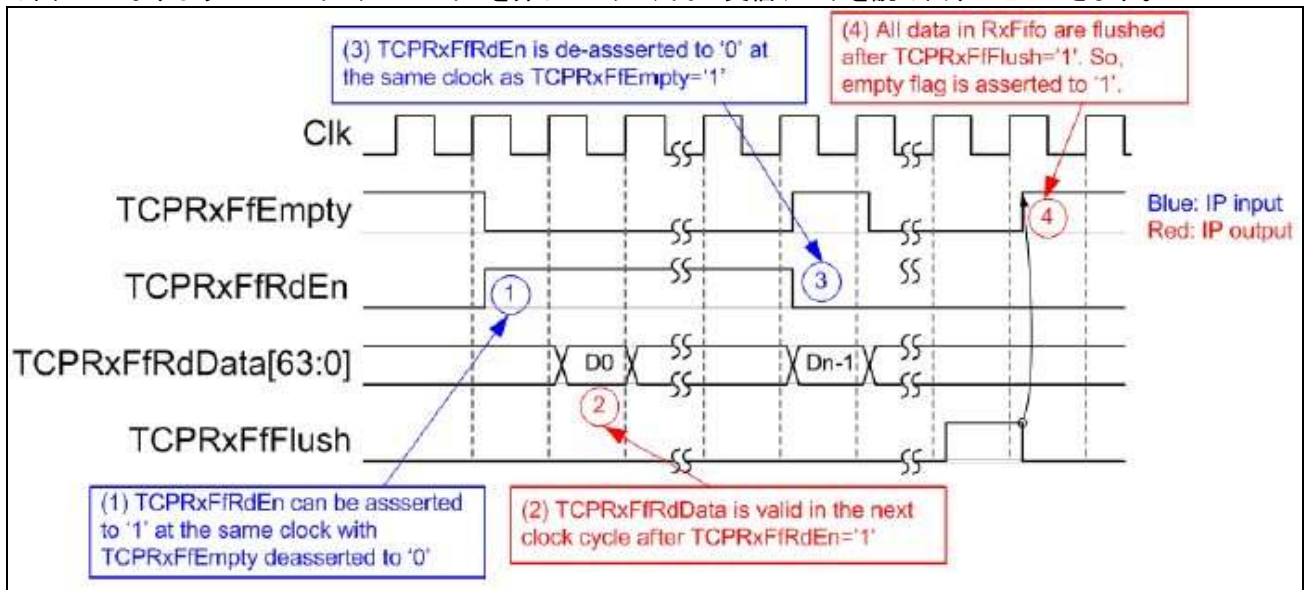 (3) TCPRxFfRdEn is de-assserted to '0' at
the same clock as TCPRxFfEmpty='1'
(4) All data in RxFifo are flushed
after TCPRxFfFlush='1'. So,
empty flag is asserted to '1'.
Clk
TCPRxFfEmpty
4
Blue: IP input
Red: IP output
TCPRxFfRdEn
1
3
TCPRxFfRdData[63:0]
D0
Dn-1
2
TCPRxFfFlush
(1) TCPRxFfRdEn can be assserted
to '1' at the same clock with
TCPRxFfEmpty deasserted to '0'
(2) TCPRxFfRdData is valid in the next
clock cycle after TCPRxFfRdEn='1'